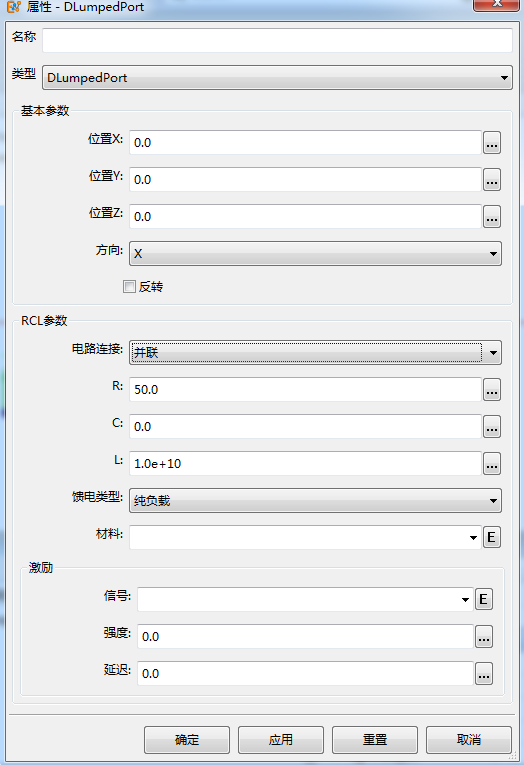 属性 - DLumpedPort
名称
类型 DLumpedPort
基本参数
位置X: 0.0 ...
位置Y: 0.0 ...
位置Z: 0.0 ...
方向: X
反转
RCL参数
电路连接: 并联
R: 50.0 ...
C: 0.0 ...
L: 1.0e+10 ...
馈电类型: 纯负载
材料: E
激励
信号: E
强度: 0.0 ...
延迟: 0.0 ...
确定 应用 重置 取消